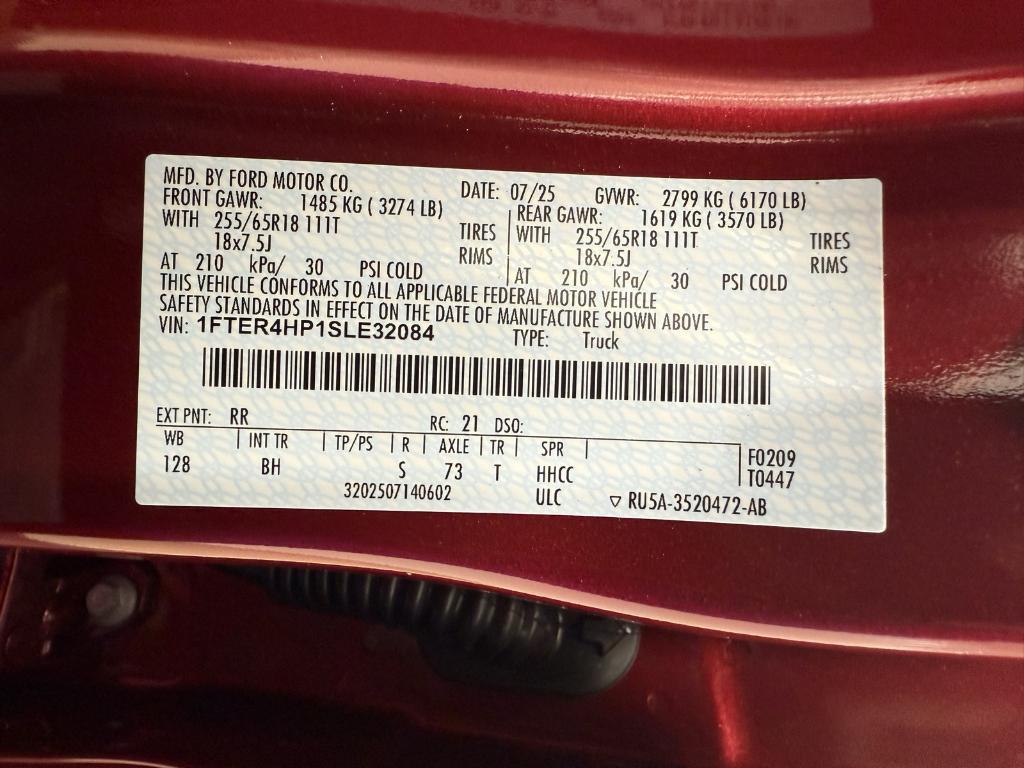 MFD. BY FORD MOTOR CO. DATE: 07/25 GVWR: 2799 KG ( 6170 LB)
FRONT GAWR: 1485 KG ( 3274 LB) REAR GAWR: 1619 KG ( 3570 LB)
WITH 255/65R18 111T TIRES WITH 255/65R18 111T TIRES
18x7.5J RIMS 18x7.5J RIMS
AT 210 kPa/ 30 PSI COLD AT 210 kPa/ 30 PSI COLD
THIS VEHICLE CONFORMS TO ALL APPLICABLE FEDERAL MOTOR VEHICLE
SAFETY STANDARDS IN EFFECT ON THE DATE OF MANUFACTURE SHOWN ABOVE.
VIN: 1FTER4HP1SLE32084 TYPE: Truck
EXT PNT: RR RC: 21 DSO:
WB INT TR TP/PS R AXLE TR SPR F0209
128 BH S 73 T HHCC T0447
3202507140602 ULC ▽ RU5A-3520472-AB